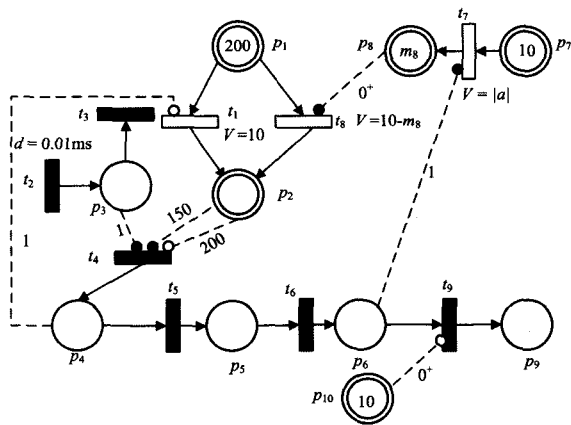 t7
200
p1
p8
m8
10
p7
t3
t1
0+
t8
V = |a|
V =10
V =10-m8
d = 0.01ms
t2
p3
p2
150
1
1
1
200
t4
t5
t6
t9
p4
p5
p6
p9
0+
p10
10